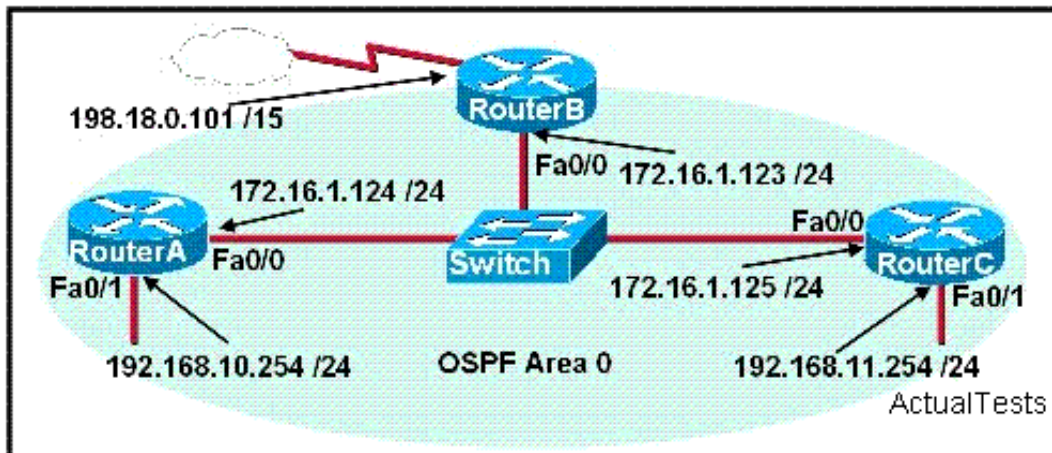 198.18.0.101 /15
RouterB
Fa0/0
172.16.1.123 /24
172.16.1.124 /24
RouterA
Fa0/0
Fa0/1
Switch
Fa0/0
RouterC
172.16.1.125 /24
Fa0/1
192.168.10.254 /24
OSPF Area 0
192.168.11.254 /24
ActualTests